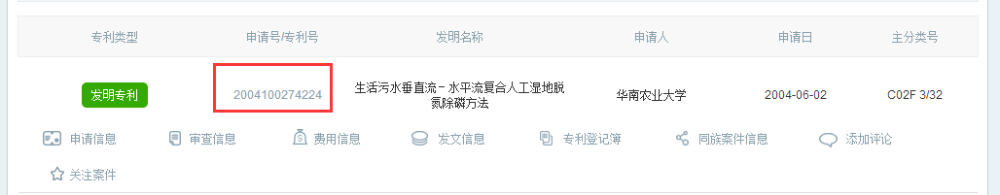 专利类型 申请号/专利号 发明名称 申请人 申请日 主分类号
发明专利 2004100274224 生活污水垂直流－水平流复合人工湿地脱
氮除磷方法 华南农业大学 2004-06-02 C02F 3/32
申请信息 审查信息 费用信息 发文信息 专利登记簿 同族案件信息 添加评论
关注案件